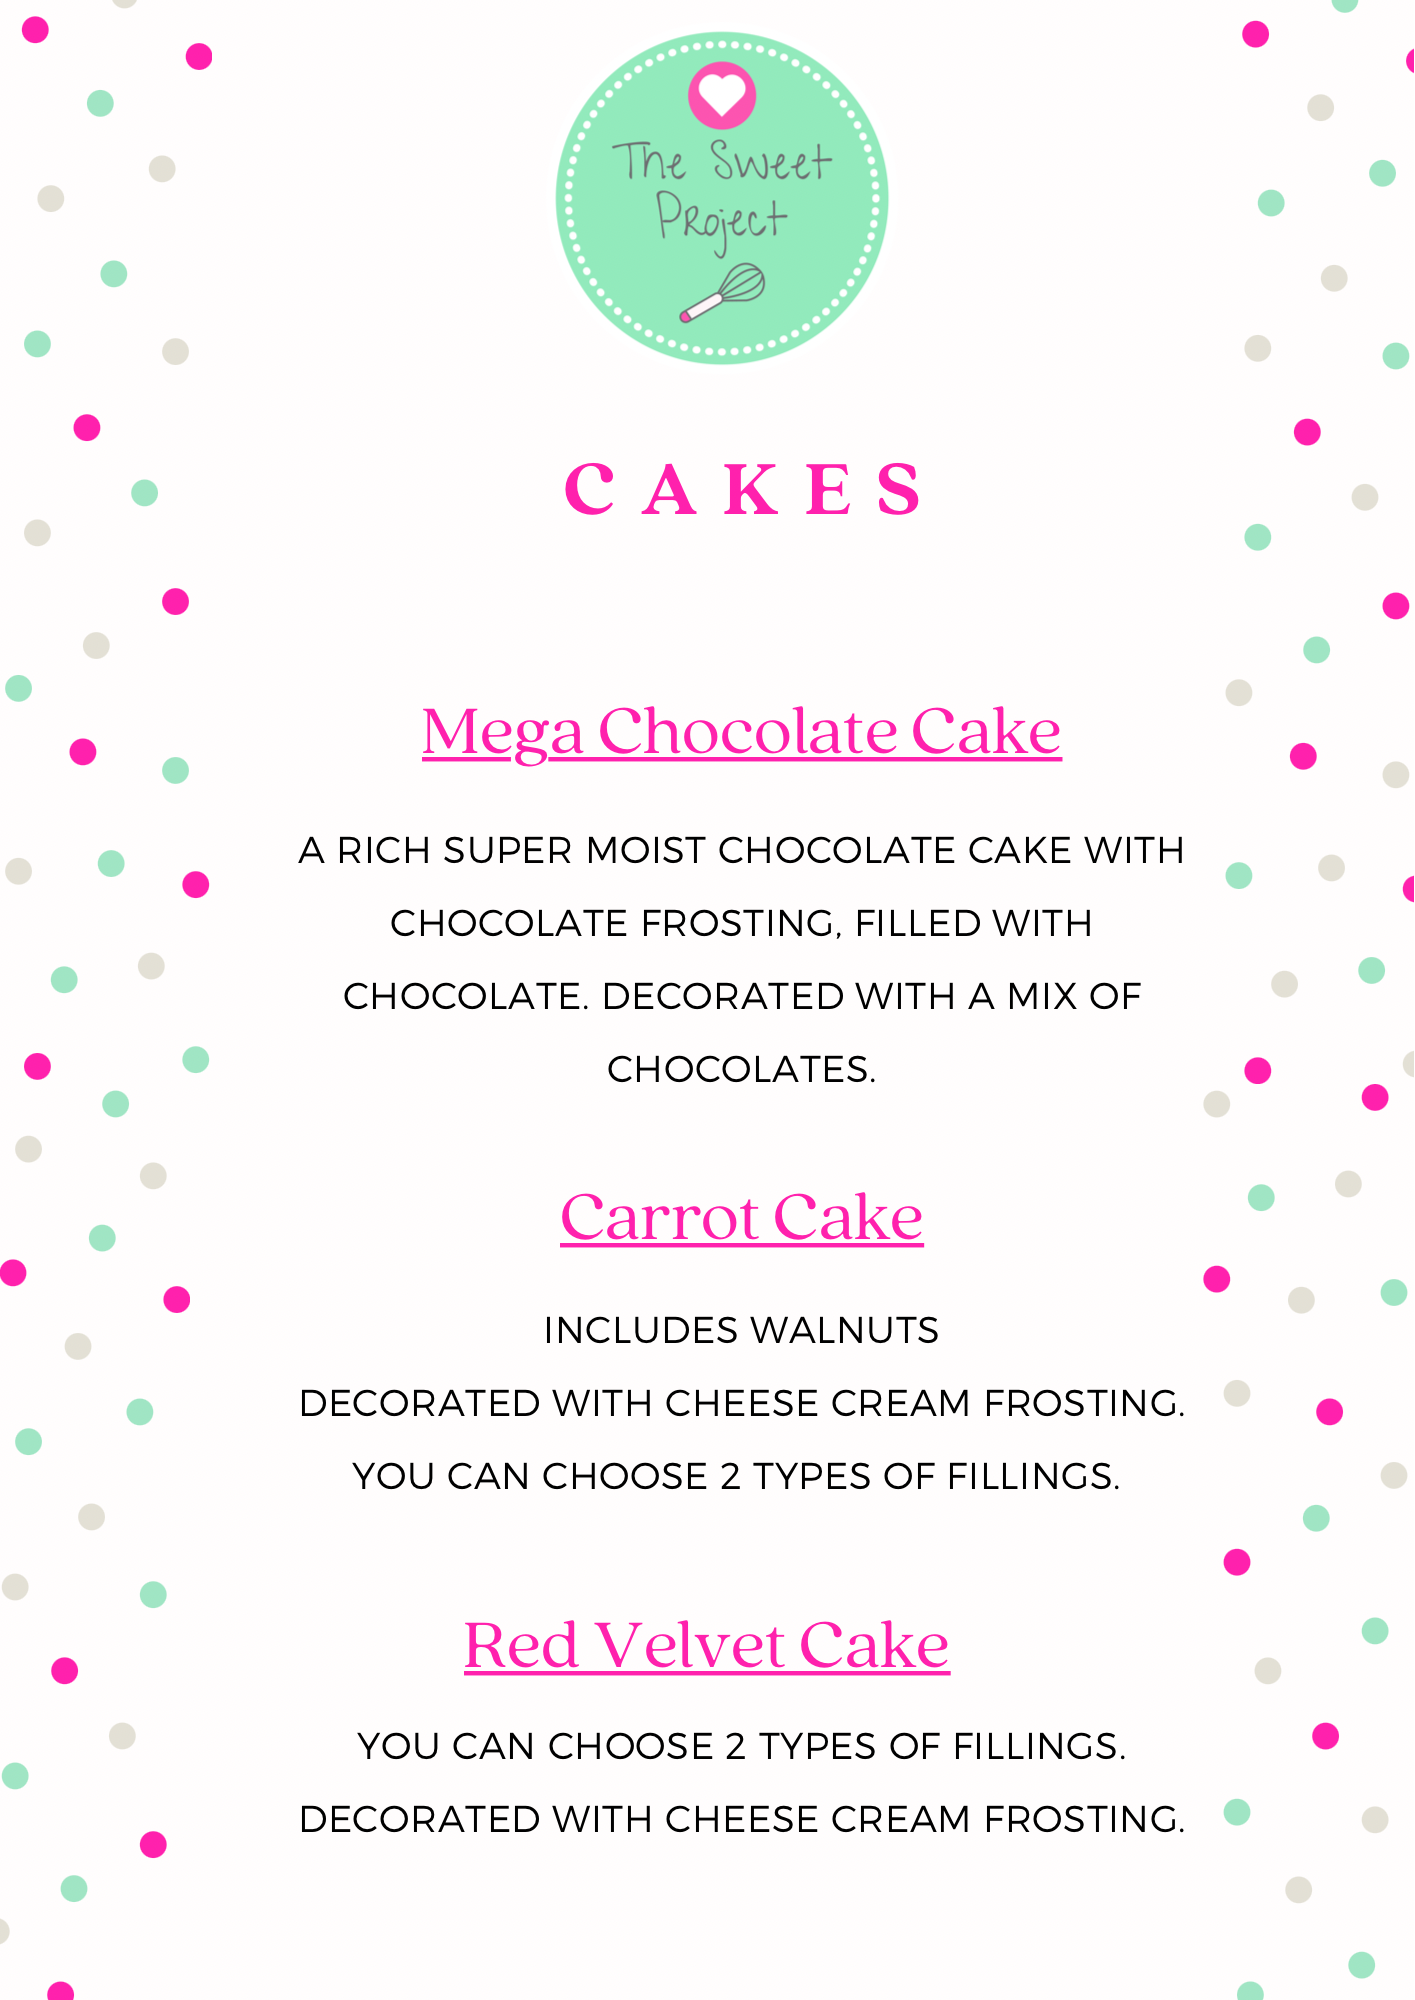 The Sweet
Project
CAKES
Mega Chocolate Cake
A RICH SUPER MOIST CHOCOLATE CAKE WITH
CHOCOLATE FROSTING, FILLED WITH
CHOCOLATE. DECORATED WITH A MIX OF
CHOCOLATES.
Carrot Cake
INCLUDES WALNUTS
DECORATED WITH CHEESE CREAM FROSTING.
YOU CAN CHOOSE 2 TYPES OF FILLINGS.
Red Velvet Cake
YOU CAN CHOOSE 2 TYPES OF FILLINGS.
DECORATED WITH CHEESE CREAM FROSTING.